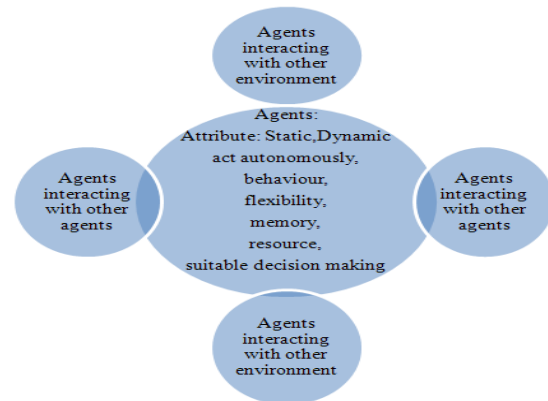 Agents
interacting
with other
environment
Agents:
Attribute: Static,Dynamic
act autonomously,
behaviour,
flexibility,
memory,
resource,
suitable decision making
Agents
interacting
with other
agents
Agents
interacting
with other
agents
Agents
interacting
with other
environment